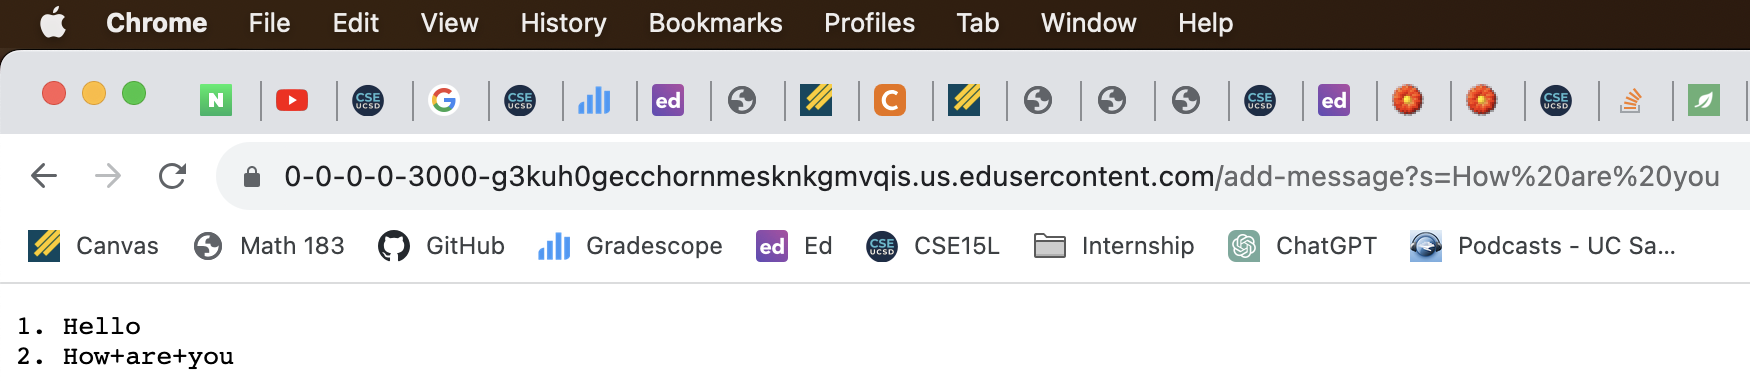 Chrome File Edit View History Bookmarks Profiles Tab Window Help
N CSE UCSD G CSE UCSD ed C CSE UCSD ed CSE UCSD
0-0-0-0-3000-g3kuh0gecchornmesknkgmvqis.us.edusercontent.com/add-message?s=How%20are%20you
Canvas Math 183 GitHub Gradescope ed Ed CSE UCSD CSE15L Internship ChatGPT Podcasts - UC Sa...
1. Hello
2. How+are+you